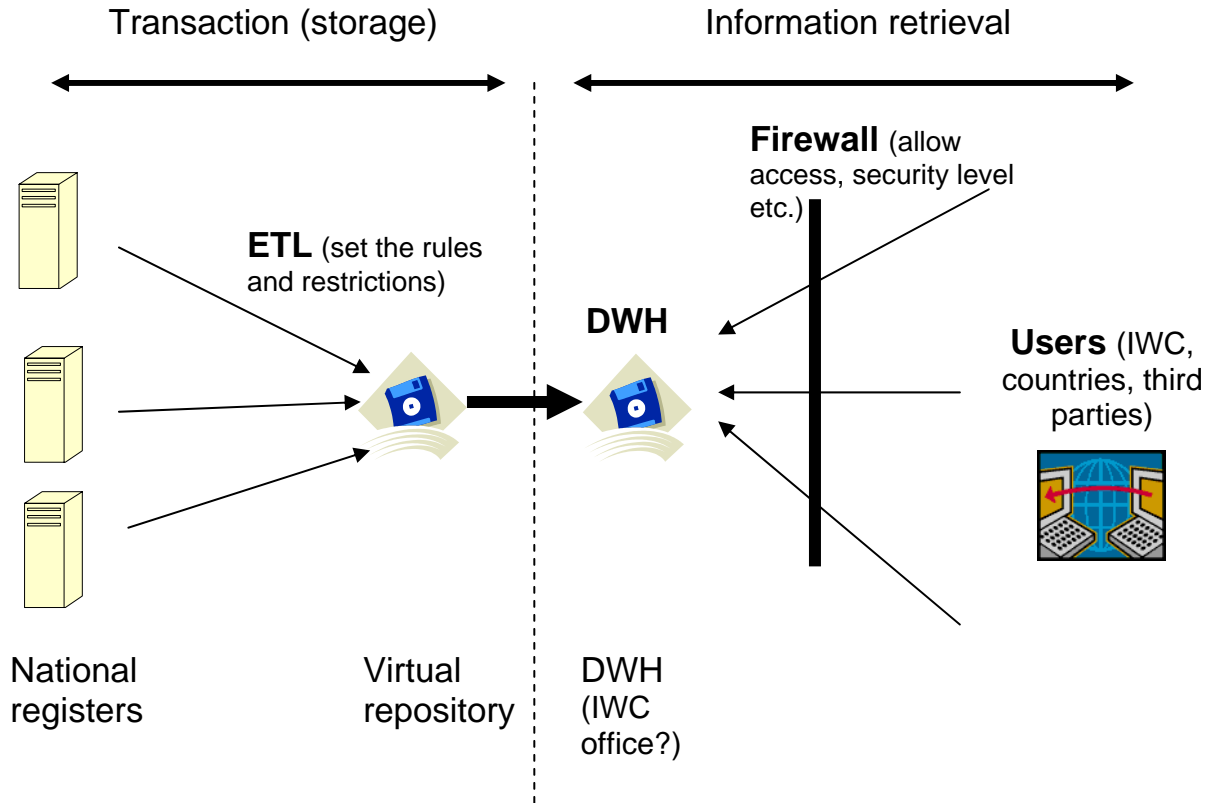 Transaction (storage)
Information retrieval
Firewall (allow
access, security level
etc.)
ETL (set the rules
and restrictions)
DWH
Users (IWC,
countries, third
parties)
National
registers
Virtual
repository
DWH
(IWC
office?)